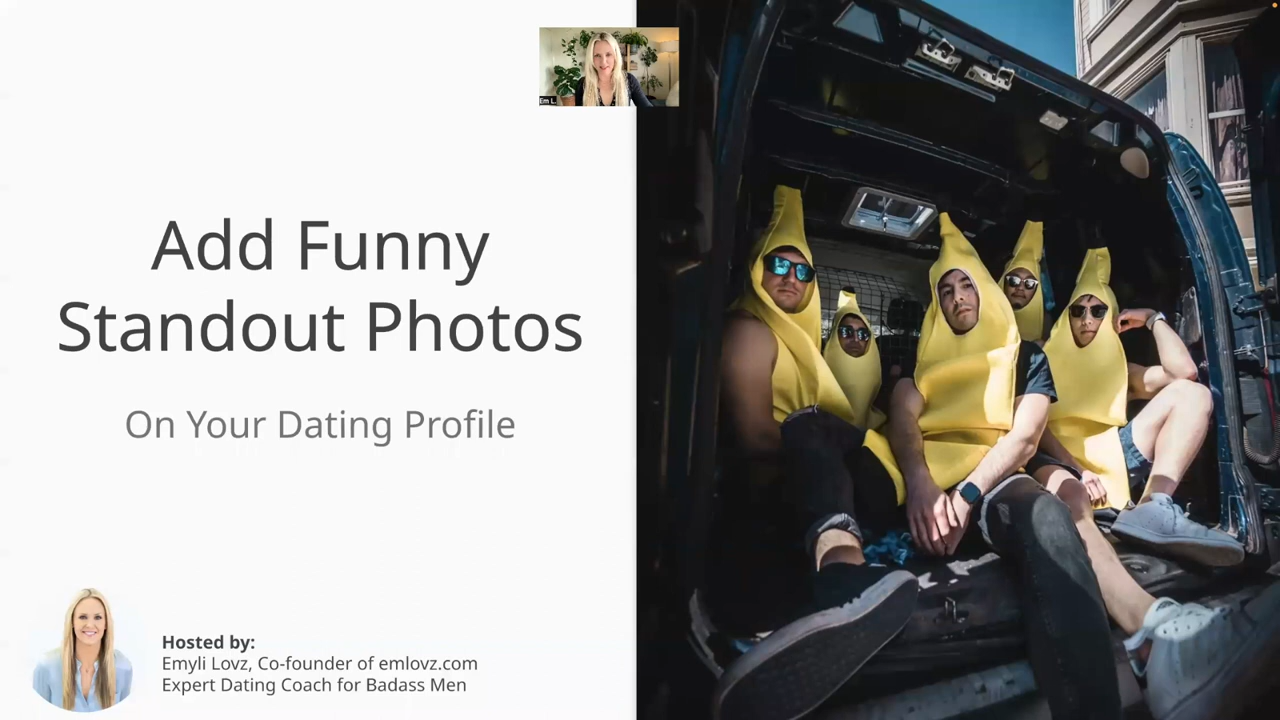 Em L.
Add Funny
Standout Photos
On Your Dating Profile
Hosted by:
Emyli Lovz, Co-founder of emlovz.com
Expert Dating Coach for Badass Men